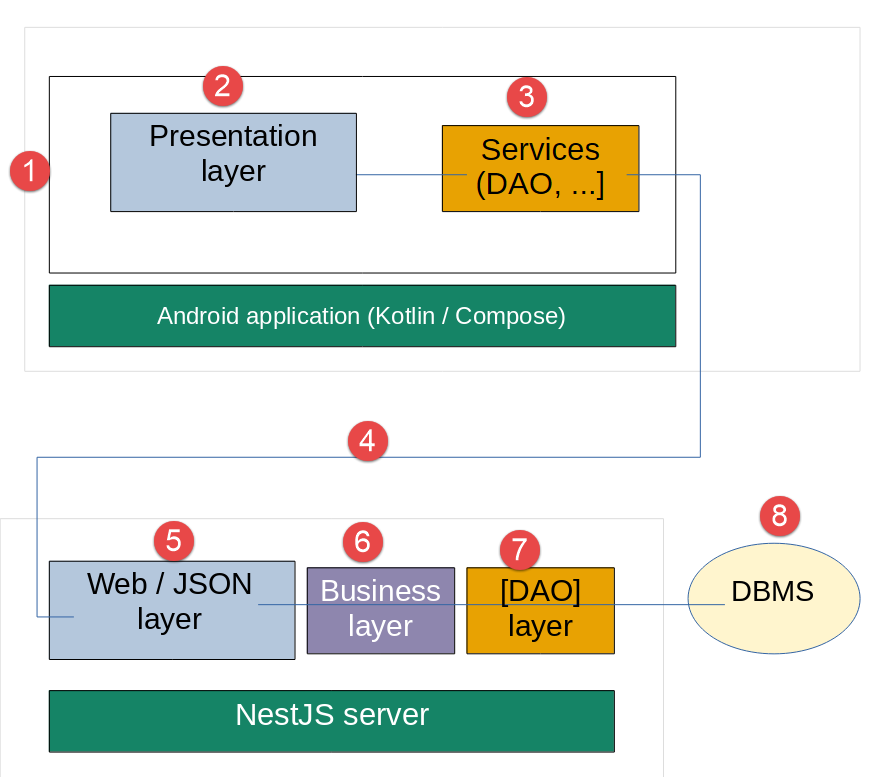 2
3
Presentation
layer
Services
(DAO, ...]
1
Android application (Kotlin / Compose)
4
5
6
7
8
Web / JSON
layer
Business
layer
[DAO]
layer
DBMS
NestJS server